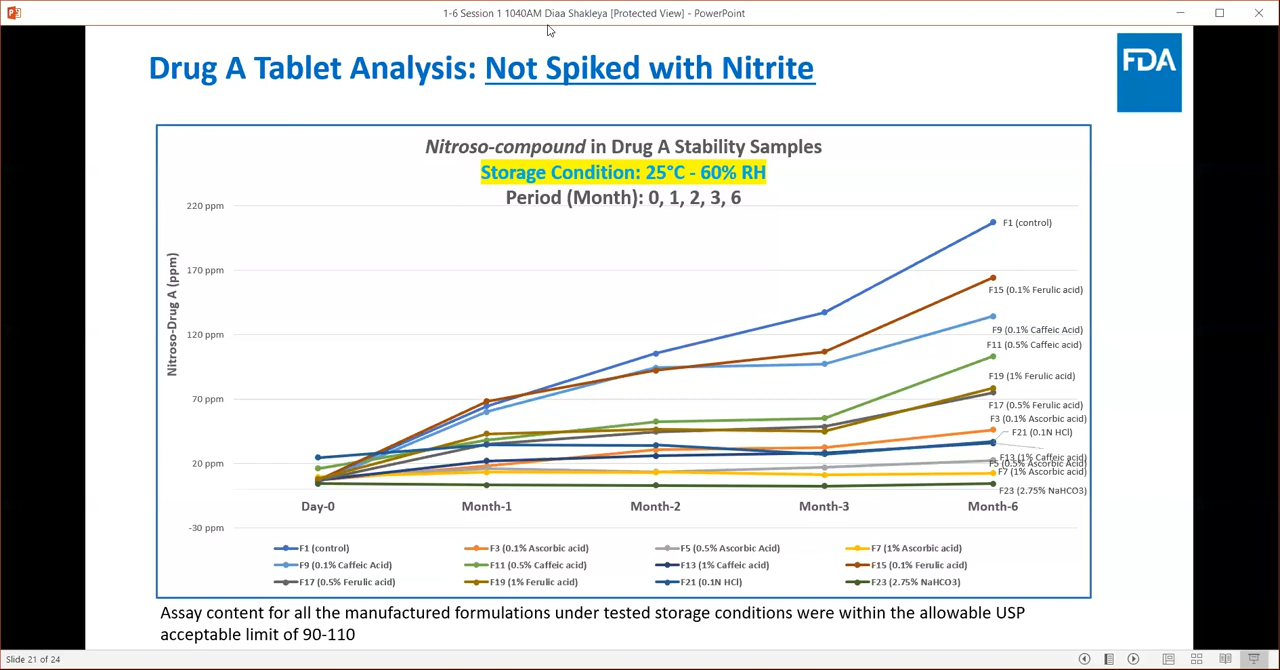 1-6 Session 1 1040AM Diaa Shakleya [Protected View] - PowerPoint
Drug A Tablet Analysis: Not Spiked with Nitrite
FDA
Nitroso-compound in Drug A Stability Samples
Storage Condition: 25°C - 60% RH
Period (Month): 0, 1, 2, 3, 6
Nitroso-Drug A (ppm)
220 ppm
170 ppm
120 ppm
70 ppm
20 ppm
-30 ppm
F1 (control)
F15 (0.1% Ferulic acid)
F9 (0.1% Caffeic Acid)
F11 (0.5% Caffeic acid)
F19 (1% Ferulic acid)
F17 (0.5% Ferulic acid)
F3 (0.1% Ascorbic acid)
F21 (0.1N HCl)
F13 (1% Caffeic acid)
F5 (0.5% Ascorbic Acid)
F7 (1% Ascorbic acid)
F23 (2.75% NaHCO3)
Day-0 Month-1 Month-2 Month-3 Month-6
F1 (control) F3 (0.1% Ascorbic acid) F5 (0.5% Ascorbic Acid) F7 (1% Ascorbic acid)
F9 (0.1% Caffeic Acid) F11 (0.5% Caffeic acid) F13 (1% Caffeic acid) F15 (0.1% Ferulic acid)
F17 (0.5% Ferulic acid) F19 (1% Ferulic acid) F21 (0.1N HCl) F23 (2.75% NaHCO3)
Assay content for all the manufactured formulations under tested storage conditions were within the allowable USP
acceptable limit of 90-110
Slide 21 of 24